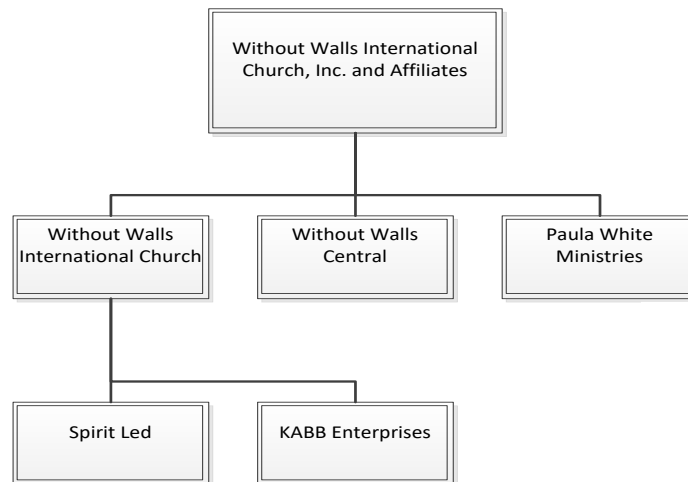 Without Walls International
Church, Inc. and Affiliates
Without Walls
International Church
Without Walls
Central
Paula White
Ministries
Spirit Led
KABB Enterprises